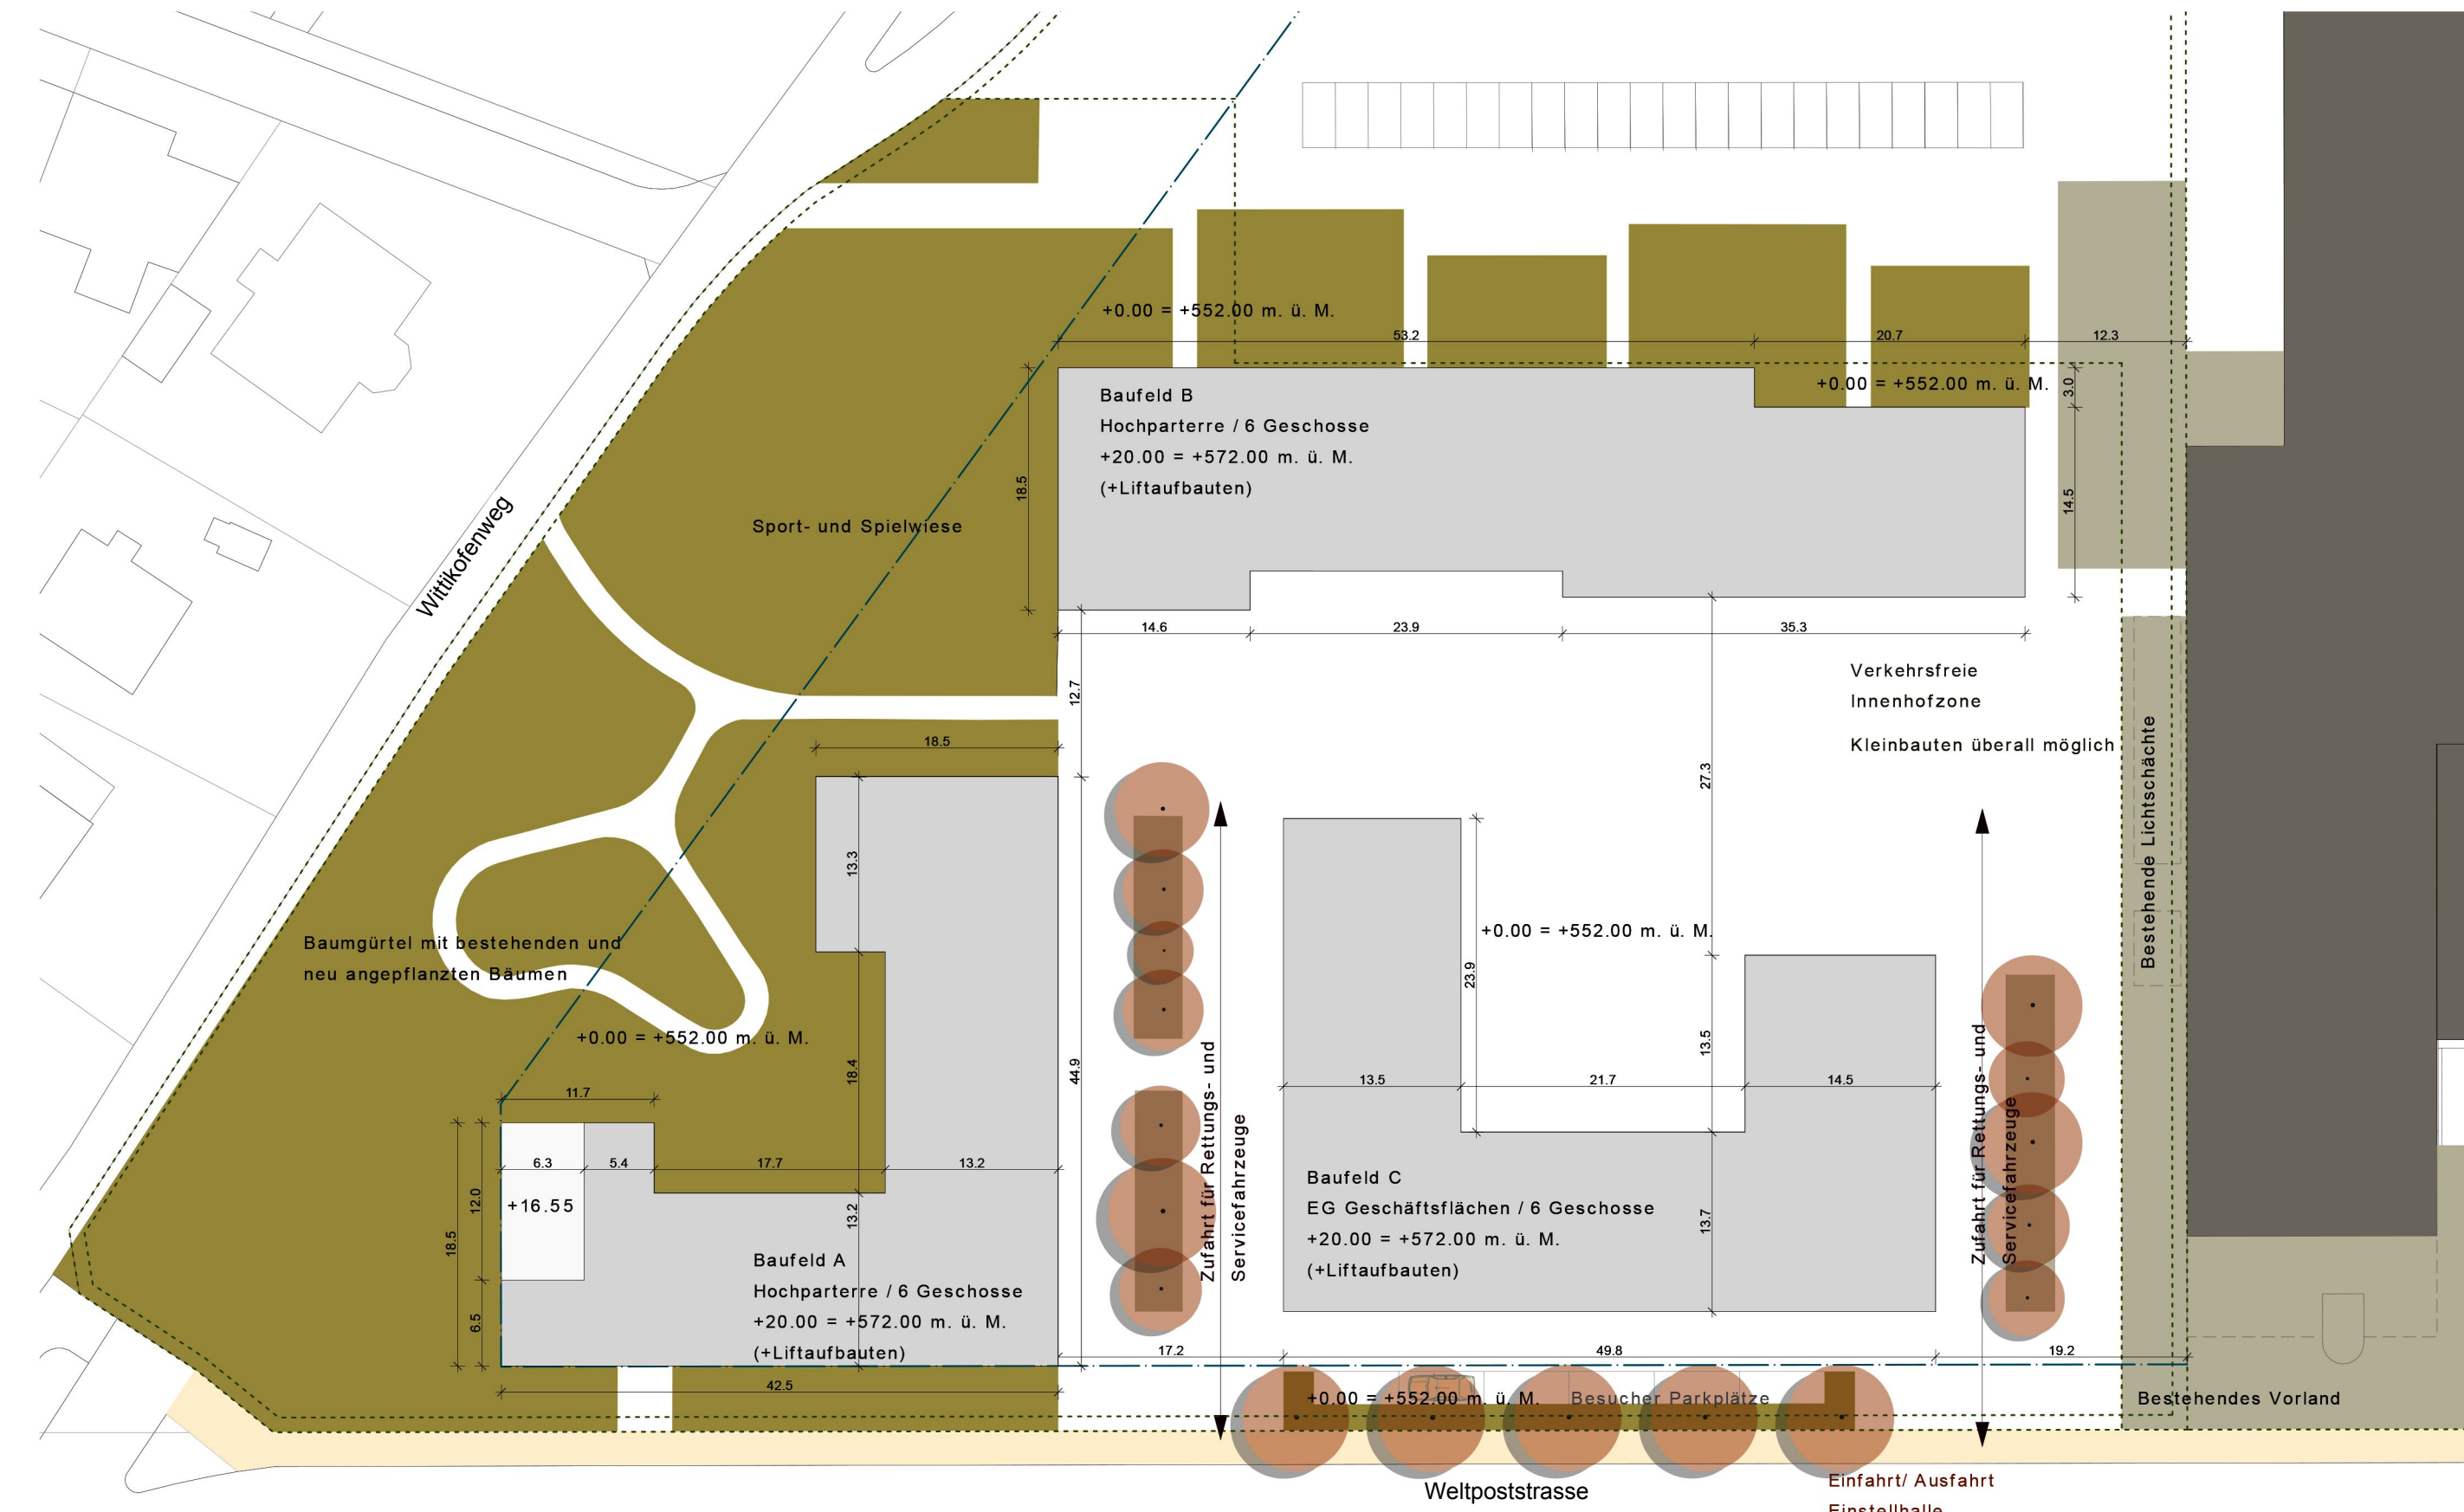 +0.00 = +552.00 m. ü. M.
53.2
20.7
12.3
+0.00 = +552.00 m. ü. M.
3.0
Baufeld B
Hochparterre / 6 Geschosse
+20.00 = +572.00 m. ü. M.
(+Liftaufbauten)
18.5
14.5
Sport- und Spielwiese
Wittikofenweg
14.6
23.9
35.3
12.7
Verkehrsfreie
Innenhofzone
Kleinbauten überall möglich
18.5
27.3
Bestehende Lichtschächte
13.3
Baumgürtel mit bestehenden und
neu angepflanzten Bäumen
+0.00 = +552.00 m. ü. M.
23.9
+0.00 = +552.00 m. ü. M.
18.4
44.9
13.5
13.5
21.7
14.5
11.7
6.3
5.4
17.7
13.2
+16.55
12.0
18.5
6.5
13.2
Baufeld A
Hochparterre / 6 Geschosse
+20.00 = +572.00 m. ü. M.
(+Liftaufbauten)
Zufahrt für Rettungs- und
Servicefahrzeuge
Baufeld C
EG Geschäftsflächen / 6 Geschosse
+20.00 = +572.00 m. ü. M.
(+Liftaufbauten)
13.7
Zufahrt für Rettungs- und
Servicefahrzeuge
17.2
49.8
19.2
42.5
+0.00 = +552.00 m. ü. M.
Besucher Parkplätze
Bestehendes Vorland
Weltpoststrasse
Einfahrt/ Ausfahrt
Einstellhalle